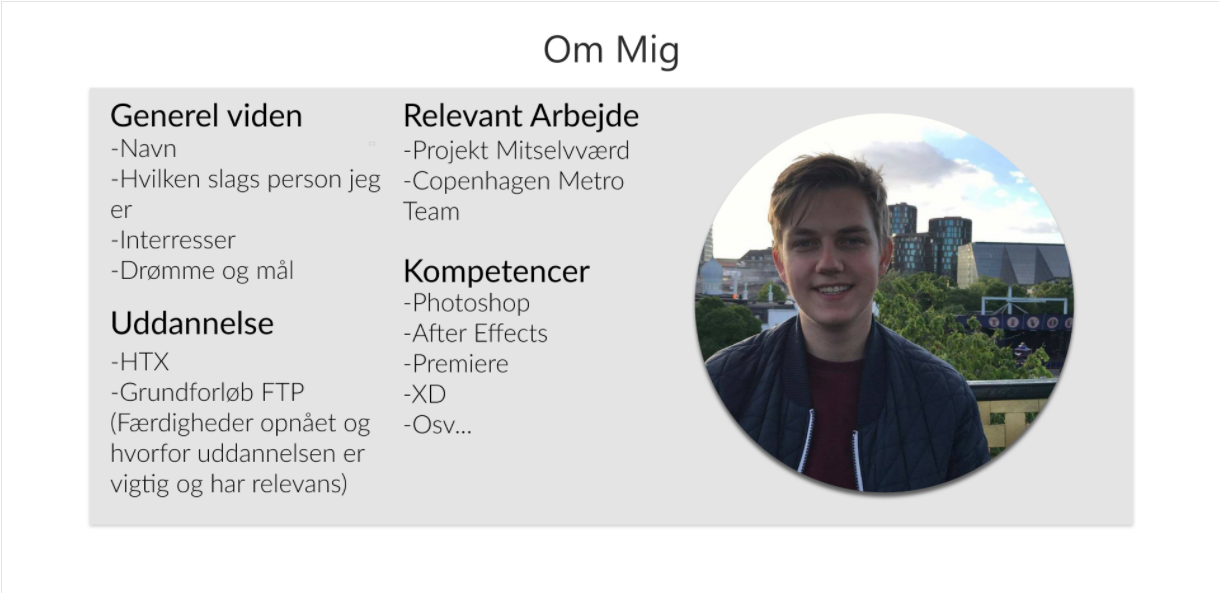 Om Mig
Generel viden
-Navn
-Hvilken slags person jeg
er
-Interresser
-Drømme og mål
Uddannelse
-HTX
-Grundforløb FTP
(Færdigheder opnået og
hvorfor uddannelsen er
vigtig og har relevans)
Relevant Arbejde
-Projekt Mitselvværd
-Copenhagen Metro
Team
Kompetencer
-Photoshop
-After Effects
-Premiere
-XD
-Osv...
TIVOL